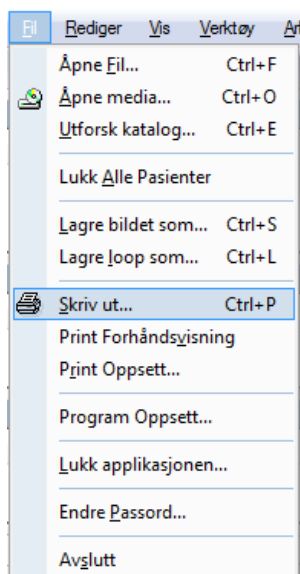 Fil Rediger Vis Verktøy
Åpne Fil... Ctrl+F
Åpne media... Ctrl+O
Utforsk katalog... Ctrl+E
Lukk Alle Pasienter
Lagre bildet som... Ctrl+S
Lagre loop som... Ctrl+L
Skriv ut... Ctrl+P
Print Forhåndsvisning
Print Oppsett...
Program Oppsett...
Lukk applikasjonen...
Endre Passord...
Avslutt